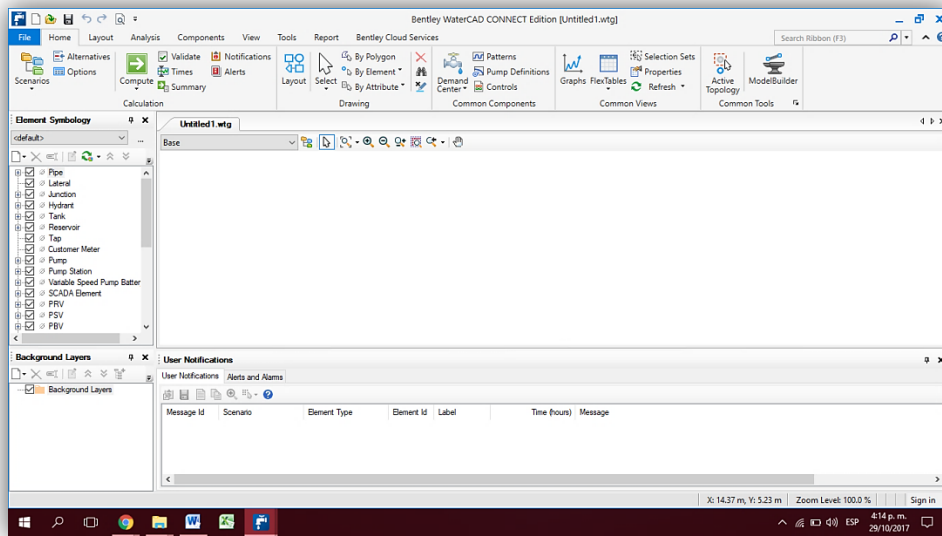 Bentley WaterCAD CONNECT Edition [Untitled1.wtg]
File Home Layout Analysis Components View Tools Report Bentley Cloud Services Search Ribbon (F3)
Scenarios
Alternatives
Options
Compute
Validate
Times
Summary
Notifications
Alerts
Calculation
Layout
Select
By Polygon
By Element
By Attribute
Drawing
Demand Center
Patterns
Pump Definitions
Controls
Common Components
Graphs
FlexTables
Selection Sets
Properties
Refresh
Common Views
Active Topology
ModelBuilder
Common Tools
Element Symbology
<default>
Pipe
Lateral
Junction
Hydrant
Tank
Reservoir
Tap
Customer Meter
Pump
Pump Station
Variable Speed Pump Batter
SCADA Element
PRV
PSV
PBV
Untitled1.wtg
Base
Background Layers
Background Layers
User Notifications
User Notifications Alerts and Alarms
Message Id Scenario Element Type Element Id Label Time (hours) Message
X: 14.37 m, Y: 5.23 m Zoom Level: 100.0 % Sign in
ESP
4:14 p. m.
29/10/2017